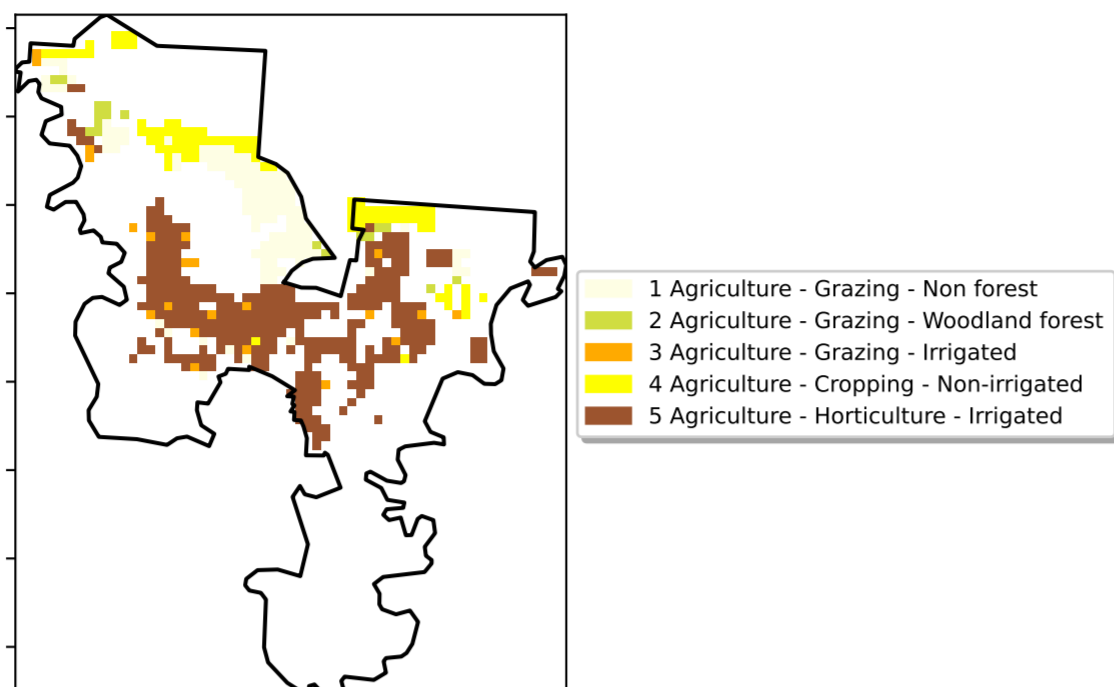 1 Agriculture - Grazing - Non forest
2 Agriculture - Grazing - Woodland forest
3 Agriculture - Grazing - Irrigated
4 Agriculture - Cropping - Non-irrigated
5 Agriculture - Horticulture - Irrigated